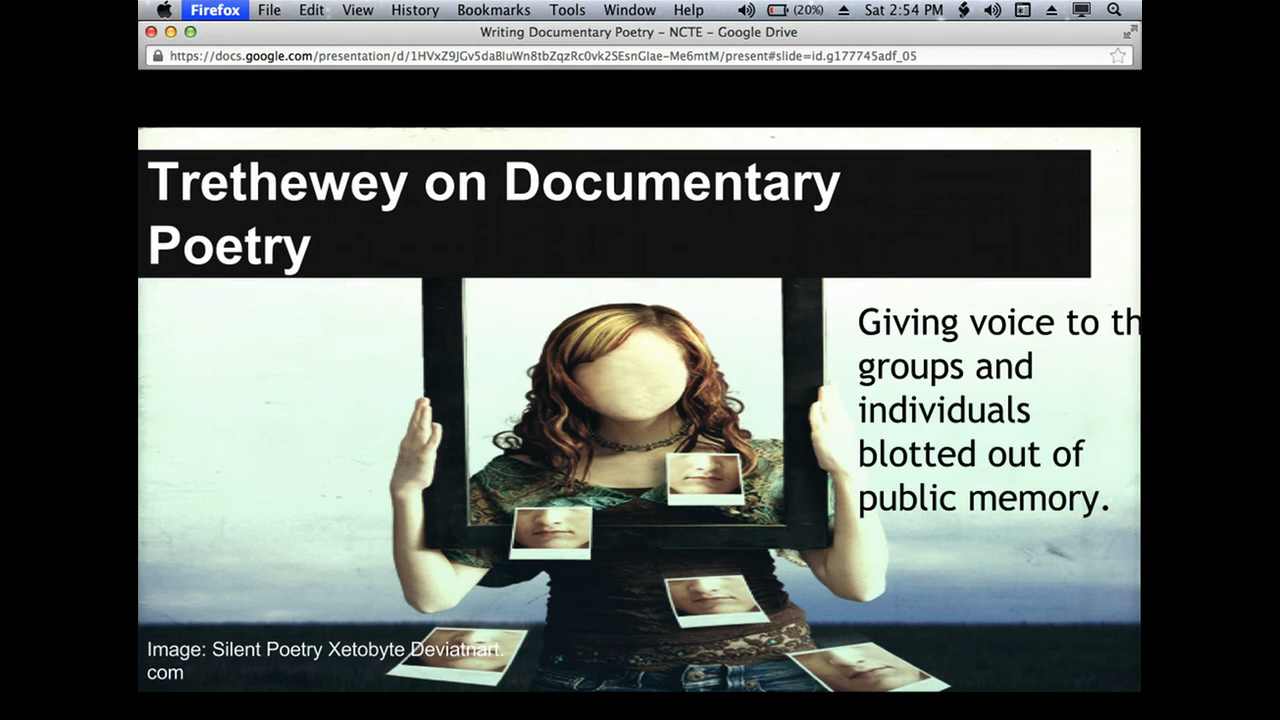 Firefox File Edit View History Bookmarks Tools Window Help (20%) Sat 2:54 PM
Writing Documentary Poetry – NCTE – Google Drive
https://docs.google.com/presentation/d/1HVxZ9JGv5daBluWn8tbZqzRc0vk2SEsnGIae-Me6mtM/present#slide=id.g177745adf_05
Trethewey on Documentary
Poetry
Giving voice to th
groups and
individuals
blotted out of
public memory.
Image: Silent Poetry Xetobyte Deviatnart.
com